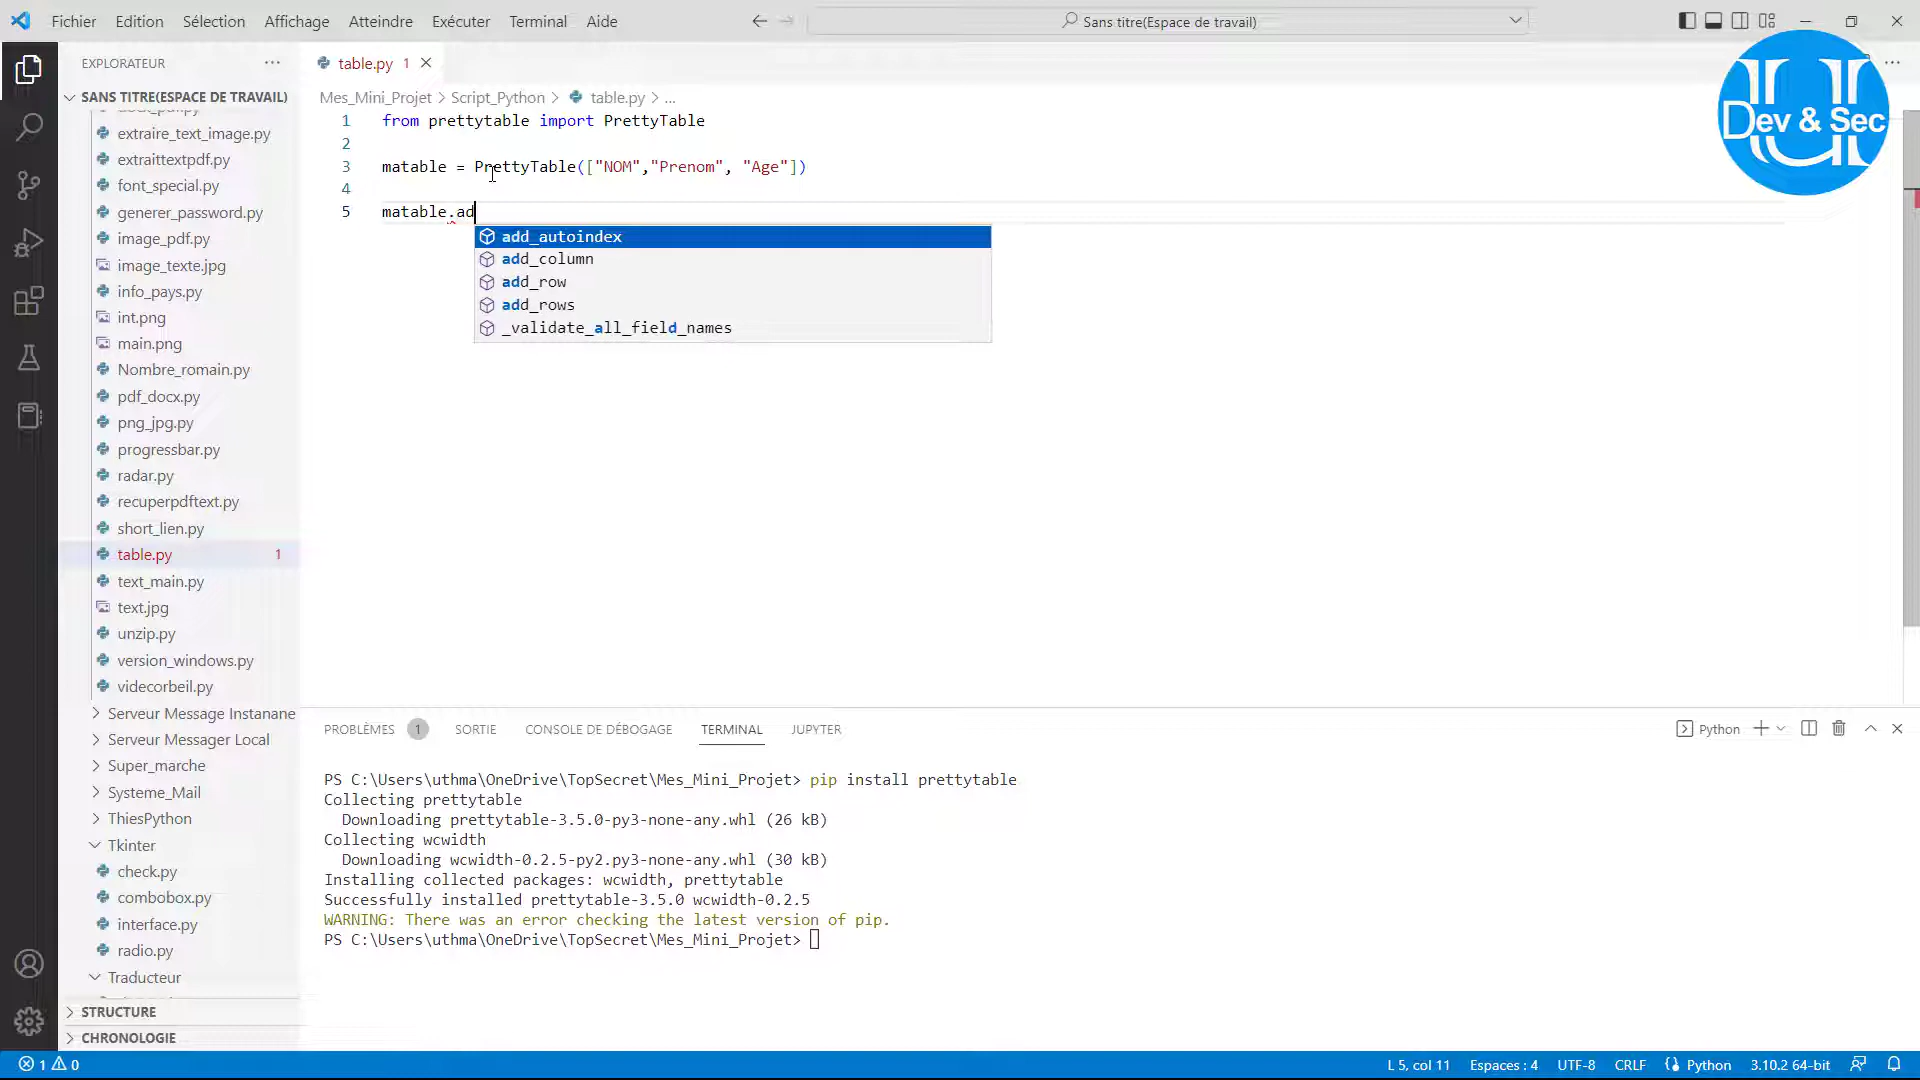 Fichier Edition Sélection Affichage Atteindre Exécuter Terminal Aide
Sans titre(Espace de travail)
Dev & Sec
EXPLORATEUR
SANS TITRE(ESPACE DE TRAVAIL)
extraire_text_image.py
extraittextpdf.py
font_special.py
generer_password.py
image_pdf.py
image_texte.jpg
info_pays.py
int.png
main.png
Nombre_romain.py
pdf_docx.py
png_jpg.py
progressbar.py
radar.py
recuperpdftext.py
short_lien.py
table.py 1
text_main.py
text.jpg
unzip.py
version_windows.py
videcorbeil.py
Serveur Message Instanane
Serveur Messager Local
Super_marche
Systeme_Mail
ThiesPython
Tkinter
check.py
combobox.py
interface.py
radio.py
Traducteur
STRUCTURE
CHRONOLOGIE
table.py 1
Mes_Mini_Projet > Script_Python > table.py > ...
1 from prettytable import PrettyTable
2
3 matable = PrettyTable(["NOM","Prenom", "Age"])
4
5 matable.ad
add_autoindex
add_column
add_row
add_rows
_validate_all_field_names
PROBLÈMES 1 SORTIE CONSOLE DE DÉBOGAGE TERMINAL JUPYTER
Python
PS C:\Users\uthma\OneDrive\TopSecret\Mes_Mini_Projet> pip install prettytable
Collecting prettytable
Downloading prettytable-3.5.0-py3-none-any.whl (26 kB)
Collecting wcwidth
Downloading wcwidth-0.2.5-py2.py3-none-any.whl (30 kB)
Installing collected packages: wcwidth, prettytable
Successfully installed prettytable-3.5.0 wcwidth-0.2.5
WARNING: There was an error checking the latest version of pip.
PS C:\Users\uthma\OneDrive\TopSecret\Mes_Mini_Projet>
1 0
L 5, col 11 Espaces : 4 UTF-8 CRLF Python 3.10.2 64-bit